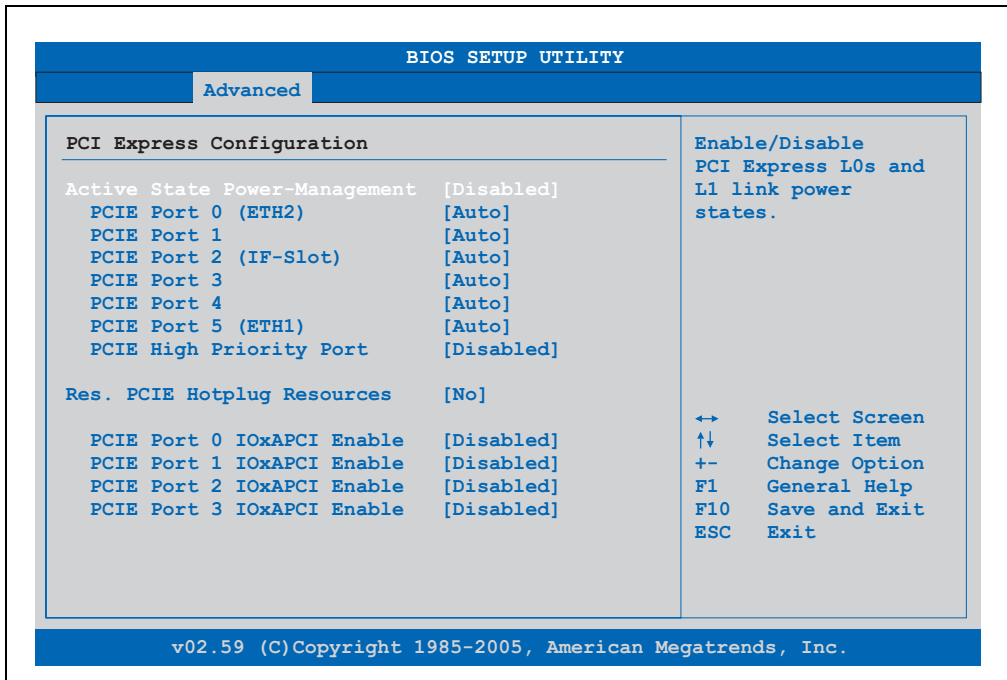 BIOS SETUP UTILITY
Advanced
PCI Express Configuration
Active State Power-Management [Disabled]
PCIE Port 0 (ETH2) [Auto]
PCIE Port 1 [Auto]
PCIE Port 2 (IF-Slot) [Auto]
PCIE Port 3 [Auto]
PCIE Port 4 [Auto]
PCIE Port 5 (ETH1) [Auto]
PCIE High Priority Port [Disabled]
Res. PCIE Hotplug Resources [No]
PCIE Port 0 IOxAPCI Enable [Disabled]
PCIE Port 1 IOxAPCI Enable [Disabled]
PCIE Port 2 IOxAPCI Enable [Disabled]
PCIE Port 3 IOxAPCI Enable [Disabled]
Enable/Disable
PCI Express L0s and
L1 link power
states.
↔ Select Screen
↑↓ Select Item
+- Change Option
F1 General Help
F10 Save and Exit
ESC Exit
v02.59 (C)Copyright 1985-2005, American Megatrends, Inc.